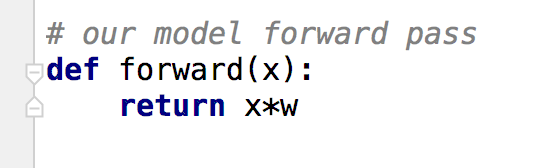 # our model forward pass
def forward(x):
    return x*w